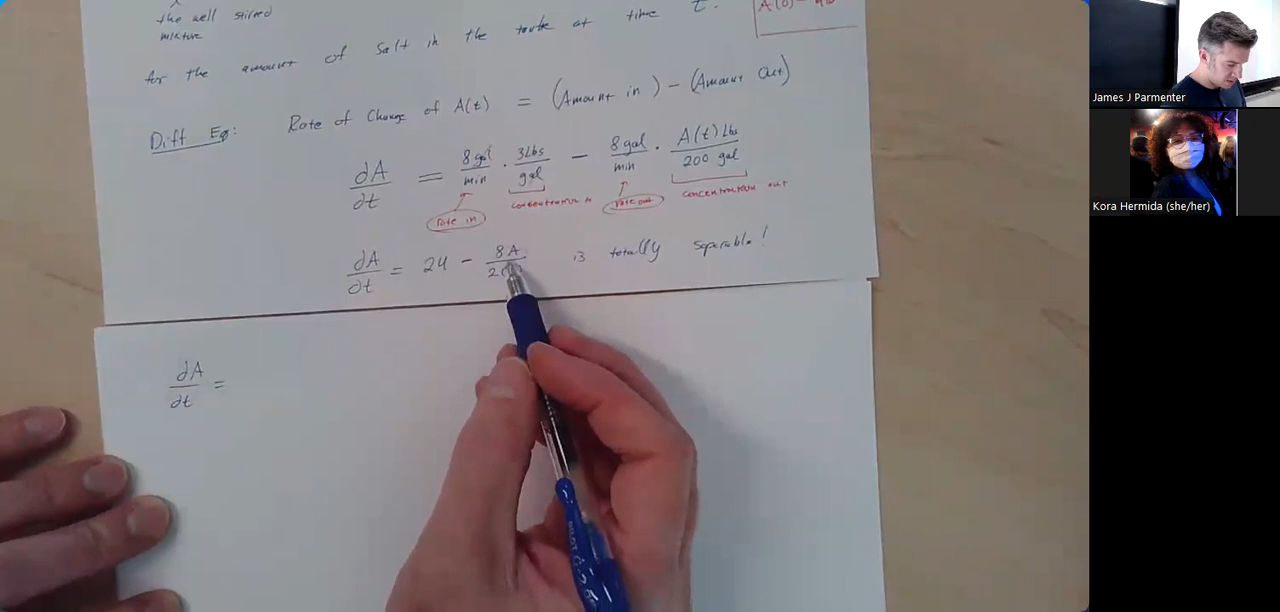 the well stirred
mixture
for the amount of salt in the tank at time t.
A(0) =
Diff Eq: Rate of Change of A(t) = (Amount in) - (Amount Out)
dA/dt = 8 gal/min · 3 Lbs/gal - 8 gal/min · A(t) Lbs/200 gal
rate in concentration in rate out concentration out
dA/dt = 24 - 8A/200 is totally separable!
dA/dt =
James J Parmenter
Kora Hermida (she/her)